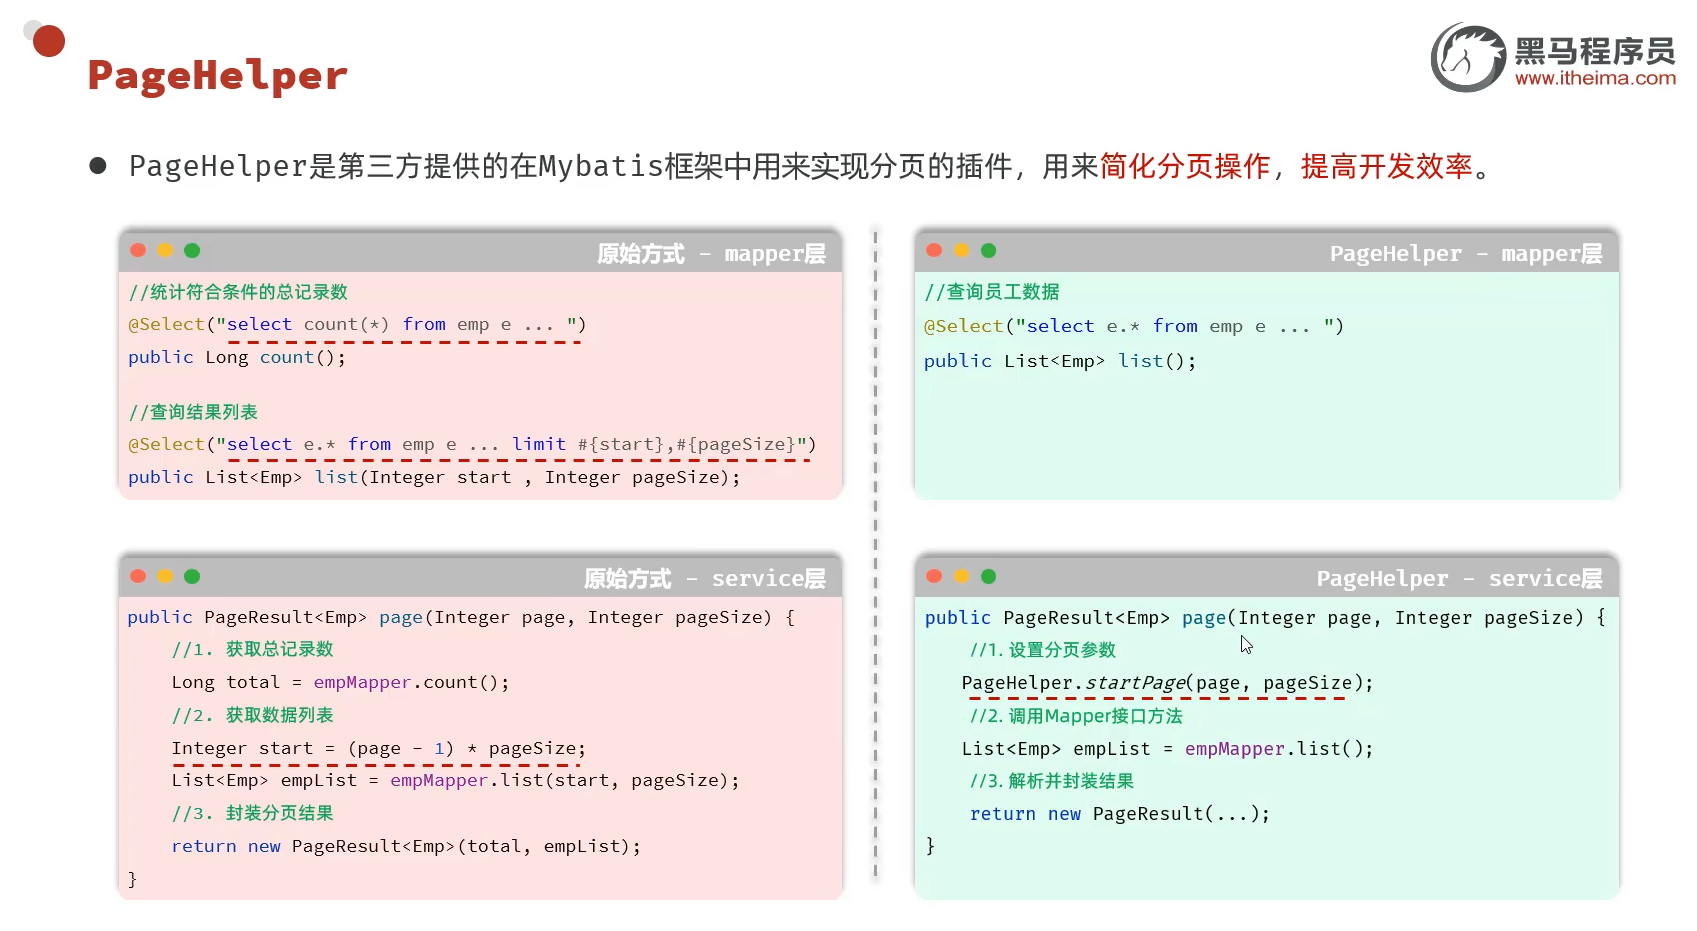 PageHelper
黑马程序员
www.itheima.com
PageHelper是第三方提供的在Mybatis框架中用来实现分页的插件，用来简化分页操作，提高开发效率。
原始方式 - mapper层
//统计符合条件的总记录数
@Select("select count(*) from emp e ... ")
public Long count();
//查询结果列表
@Select("select e.* from emp e ... limit #{start},#{pageSize}")
public List<Emp> list(Integer start , Integer pageSize);
PageHelper - mapper层
//查询员工数据
@Select("select e.* from emp e ... ")
public List<Emp> list();
原始方式 - service层
public PageResult<Emp> page(Integer page, Integer pageSize) {
//1. 获取总记录数
Long total = empMapper.count();
//2. 获取数据列表
Integer start = (page - 1) * pageSize;
List<Emp> empList = empMapper.list(start, pageSize);
//3. 封装分页结果
return new PageResult<Emp>(total, empList);
}
PageHelper - service层
public PageResult<Emp> page(Integer page, Integer pageSize) {
//1. 设置分页参数
PageHelper.startPage(page, pageSize);
//2. 调用Mapper接口方法
List<Emp> empList = empMapper.list();
//3. 解析并封装结果
return new PageResult(...);
}